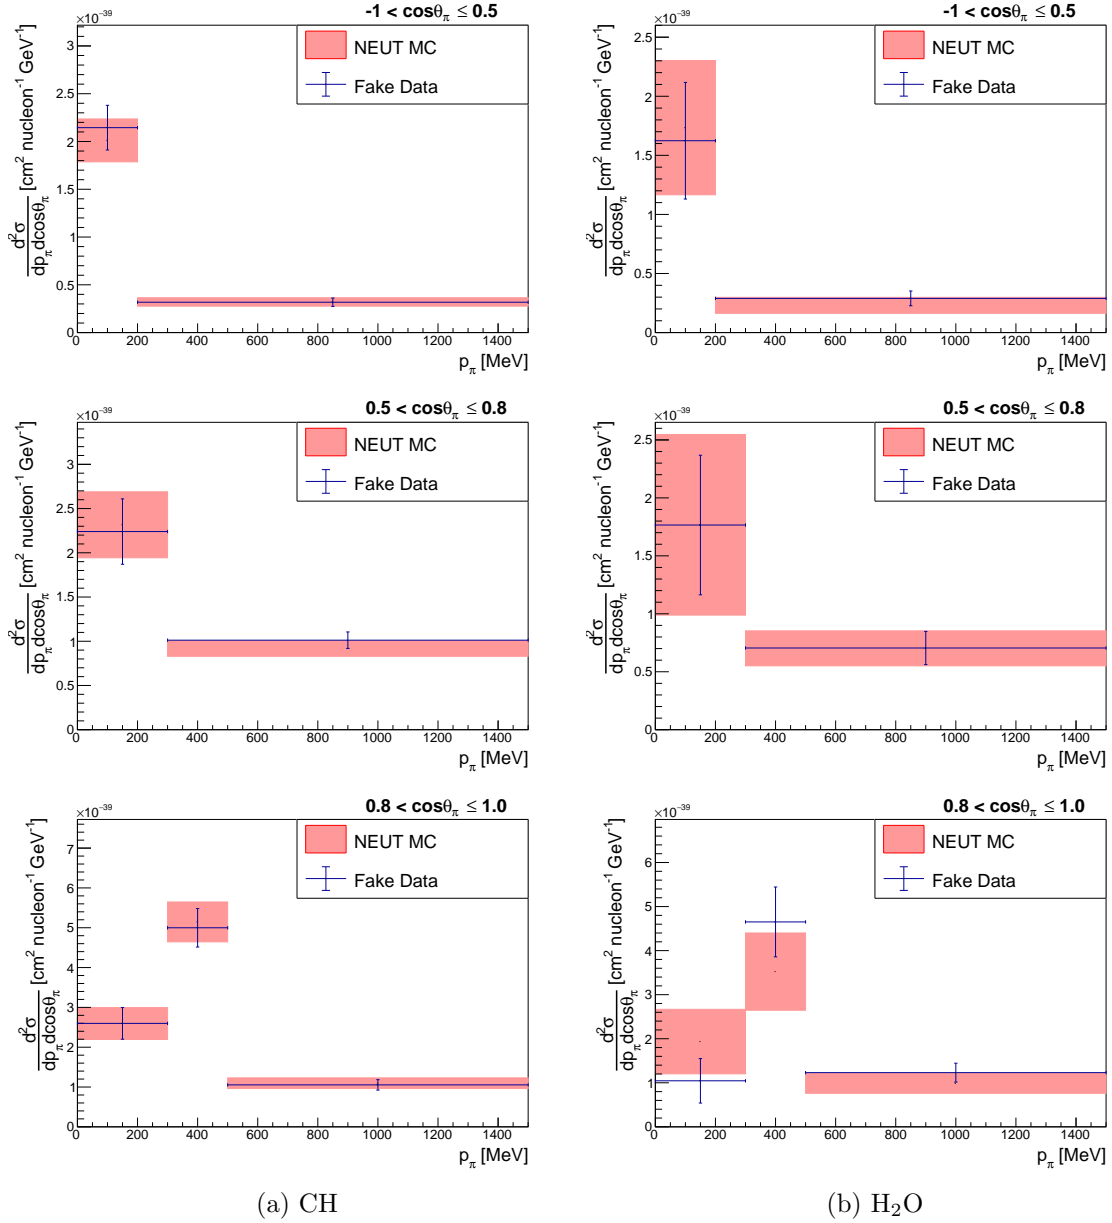 -1 < cosθπ ≤ 0.5
×10⁻³⁹
d²σ
dpπdcosθπ
[cm² nucleon⁻¹ GeV⁻¹]
NEUT MC
Fake Data
3
2.5
2
1.5
1
0.5
0
0 200 400 600 800 1000 1200 1400
pπ [MeV]
-1 < cosθπ ≤ 0.5
×10⁻³⁹
d²σ
dpπdcosθπ
[cm² nucleon⁻¹ GeV⁻¹]
NEUT MC
Fake Data
2.5
2
1.5
1
0.5
0
0 200 400 600 800 1000 1200 1400
pπ [MeV]
0.5 < cosθπ ≤ 0.8
×10⁻³⁹
d²σ
dpπdcosθπ
[cm² nucleon⁻¹ GeV⁻¹]
NEUT MC
Fake Data
3
2.5
2
1.5
1
0.5
0
0 200 400 600 800 1000 1200 1400
pπ [MeV]
0.5 < cosθπ ≤ 0.8
×10⁻³⁹
d²σ
dpπdcosθπ
[cm² nucleon⁻¹ GeV⁻¹]
NEUT MC
Fake Data
2.5
2
1.5
1
0.5
0
0 200 400 600 800 1000 1200 1400
pπ [MeV]
0.8 < cosθπ ≤ 1.0
×10⁻³⁹
d²σ
dpπdcosθπ
[cm² nucleon⁻¹ GeV⁻¹]
NEUT MC
Fake Data
7
6
5
4
3
2
1
0
0 200 400 600 800 1000 1200 1400
pπ [MeV]
0.8 < cosθπ ≤ 1.0
×10⁻³⁹
d²σ
dpπdcosθπ
[cm² nucleon⁻¹ GeV⁻¹]
NEUT MC
Fake Data
6
5
4
3
2
1
0
0 200 400 600 800 1000 1200 1400
pπ [MeV]
(a) CH
(b) H₂O